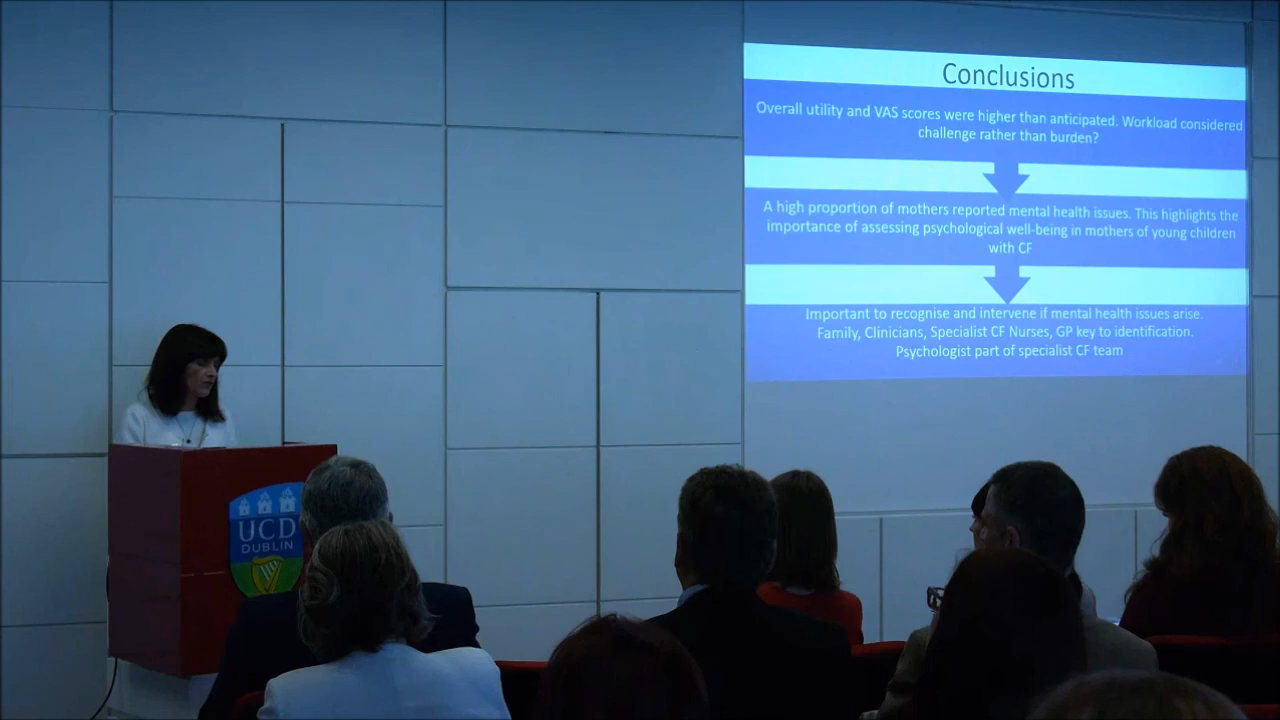 Conclusions
Overall utility and VAS scores were higher than anticipated. Workload considered
challenge rather than burden?
A high proportion of mothers reported mental health issues. This highlights the
importance of assessing psychological well-being in mothers of young children
with CF
Important to recognise and intervene if mental health issues arise.
Family, Clinicians, Specialist CF Nurses, GP key to identification.
Psychologist part of specialist CF team
UCD
DUBLIN